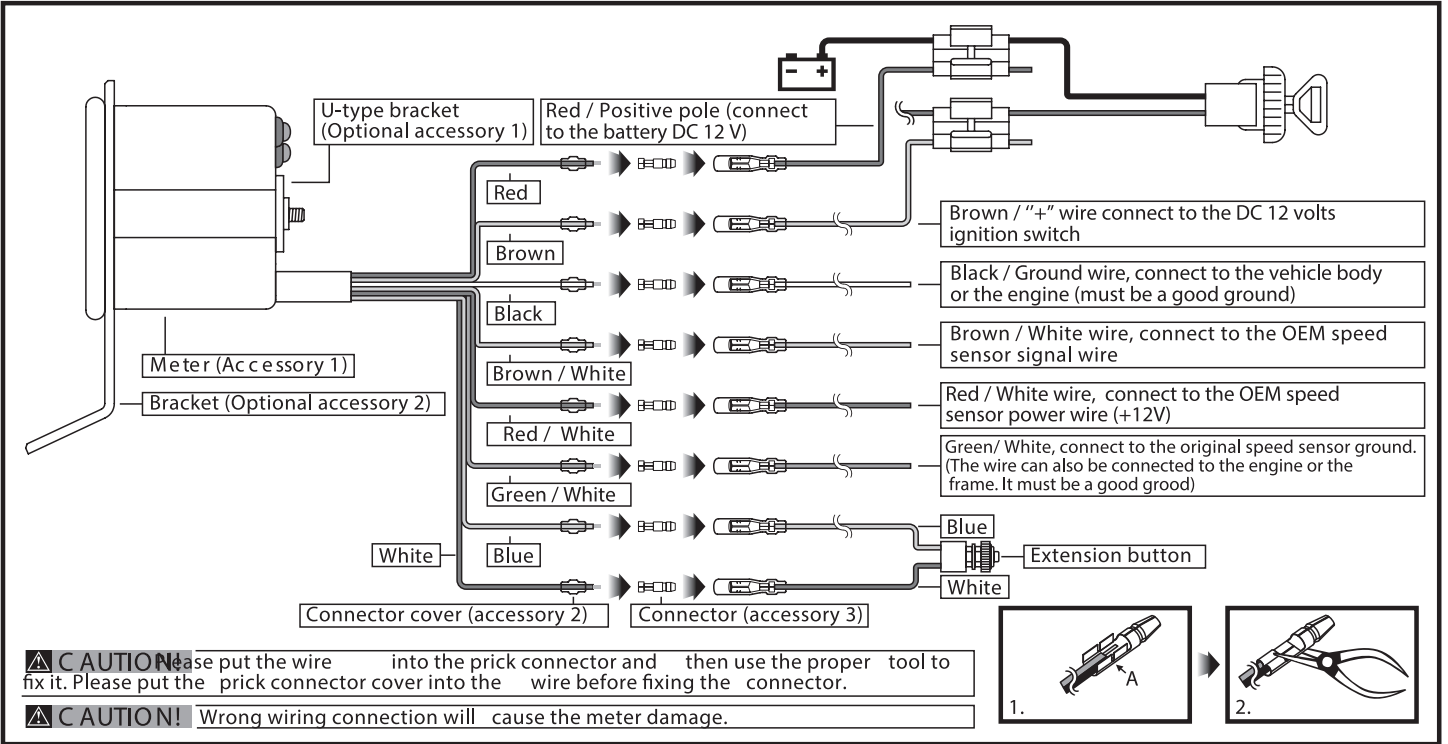 U-type bracket
(Optional accessory 1)
Red / Positive pole (connect
to the battery DC 12 V)
- +
Red
Brown / "+" wire connect to the DC 12 volts
ignition switch
Brown
Black / Ground wire, connect to the vehicle body
or the engine (must be a good ground)
Black
Brown / White wire, connect to the OEM speed
sensor signal wire
Meter (Accessory 1)
Brown / White
Bracket (Optional accessory 2)
Red / White wire, connect to the OEM speed
sensor power wire (+12V)
Red / White
Green/ White, connect to the original speed sensor ground.
(The wire can also be connected to the engine or the
frame. It must be a good grood)
Green / White
Blue
White
Blue
Extension button
White
Connector cover (accessory 2)
Connector (accessory 3)
CAUTION! Please put the wire into the prick connector and then use the proper tool to
fix it. Please put the prick connector cover into the wire before fixing the connector.
CAUTION! Wrong wiring connection will cause the meter damage.
A
1.
2.